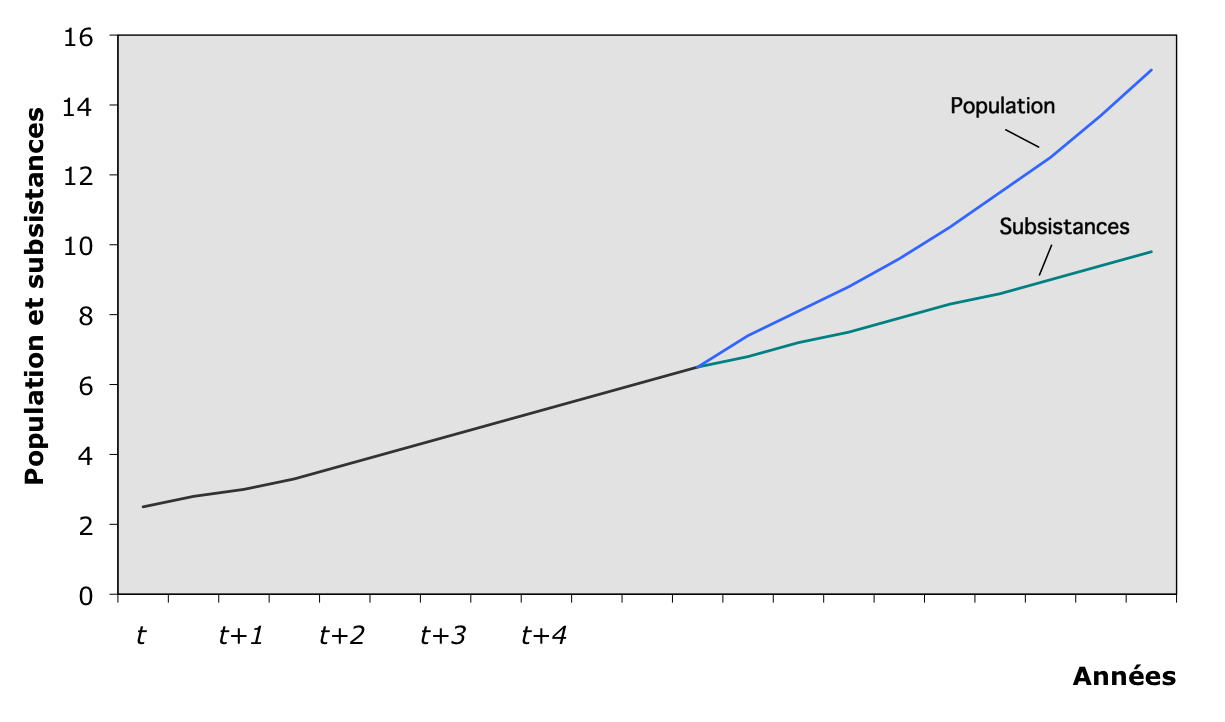 Population et subsistances
16
14
12
10
8
6
4
2
0
Population
Subsistances
t
t+1
t+2
t+3
t+4
Années